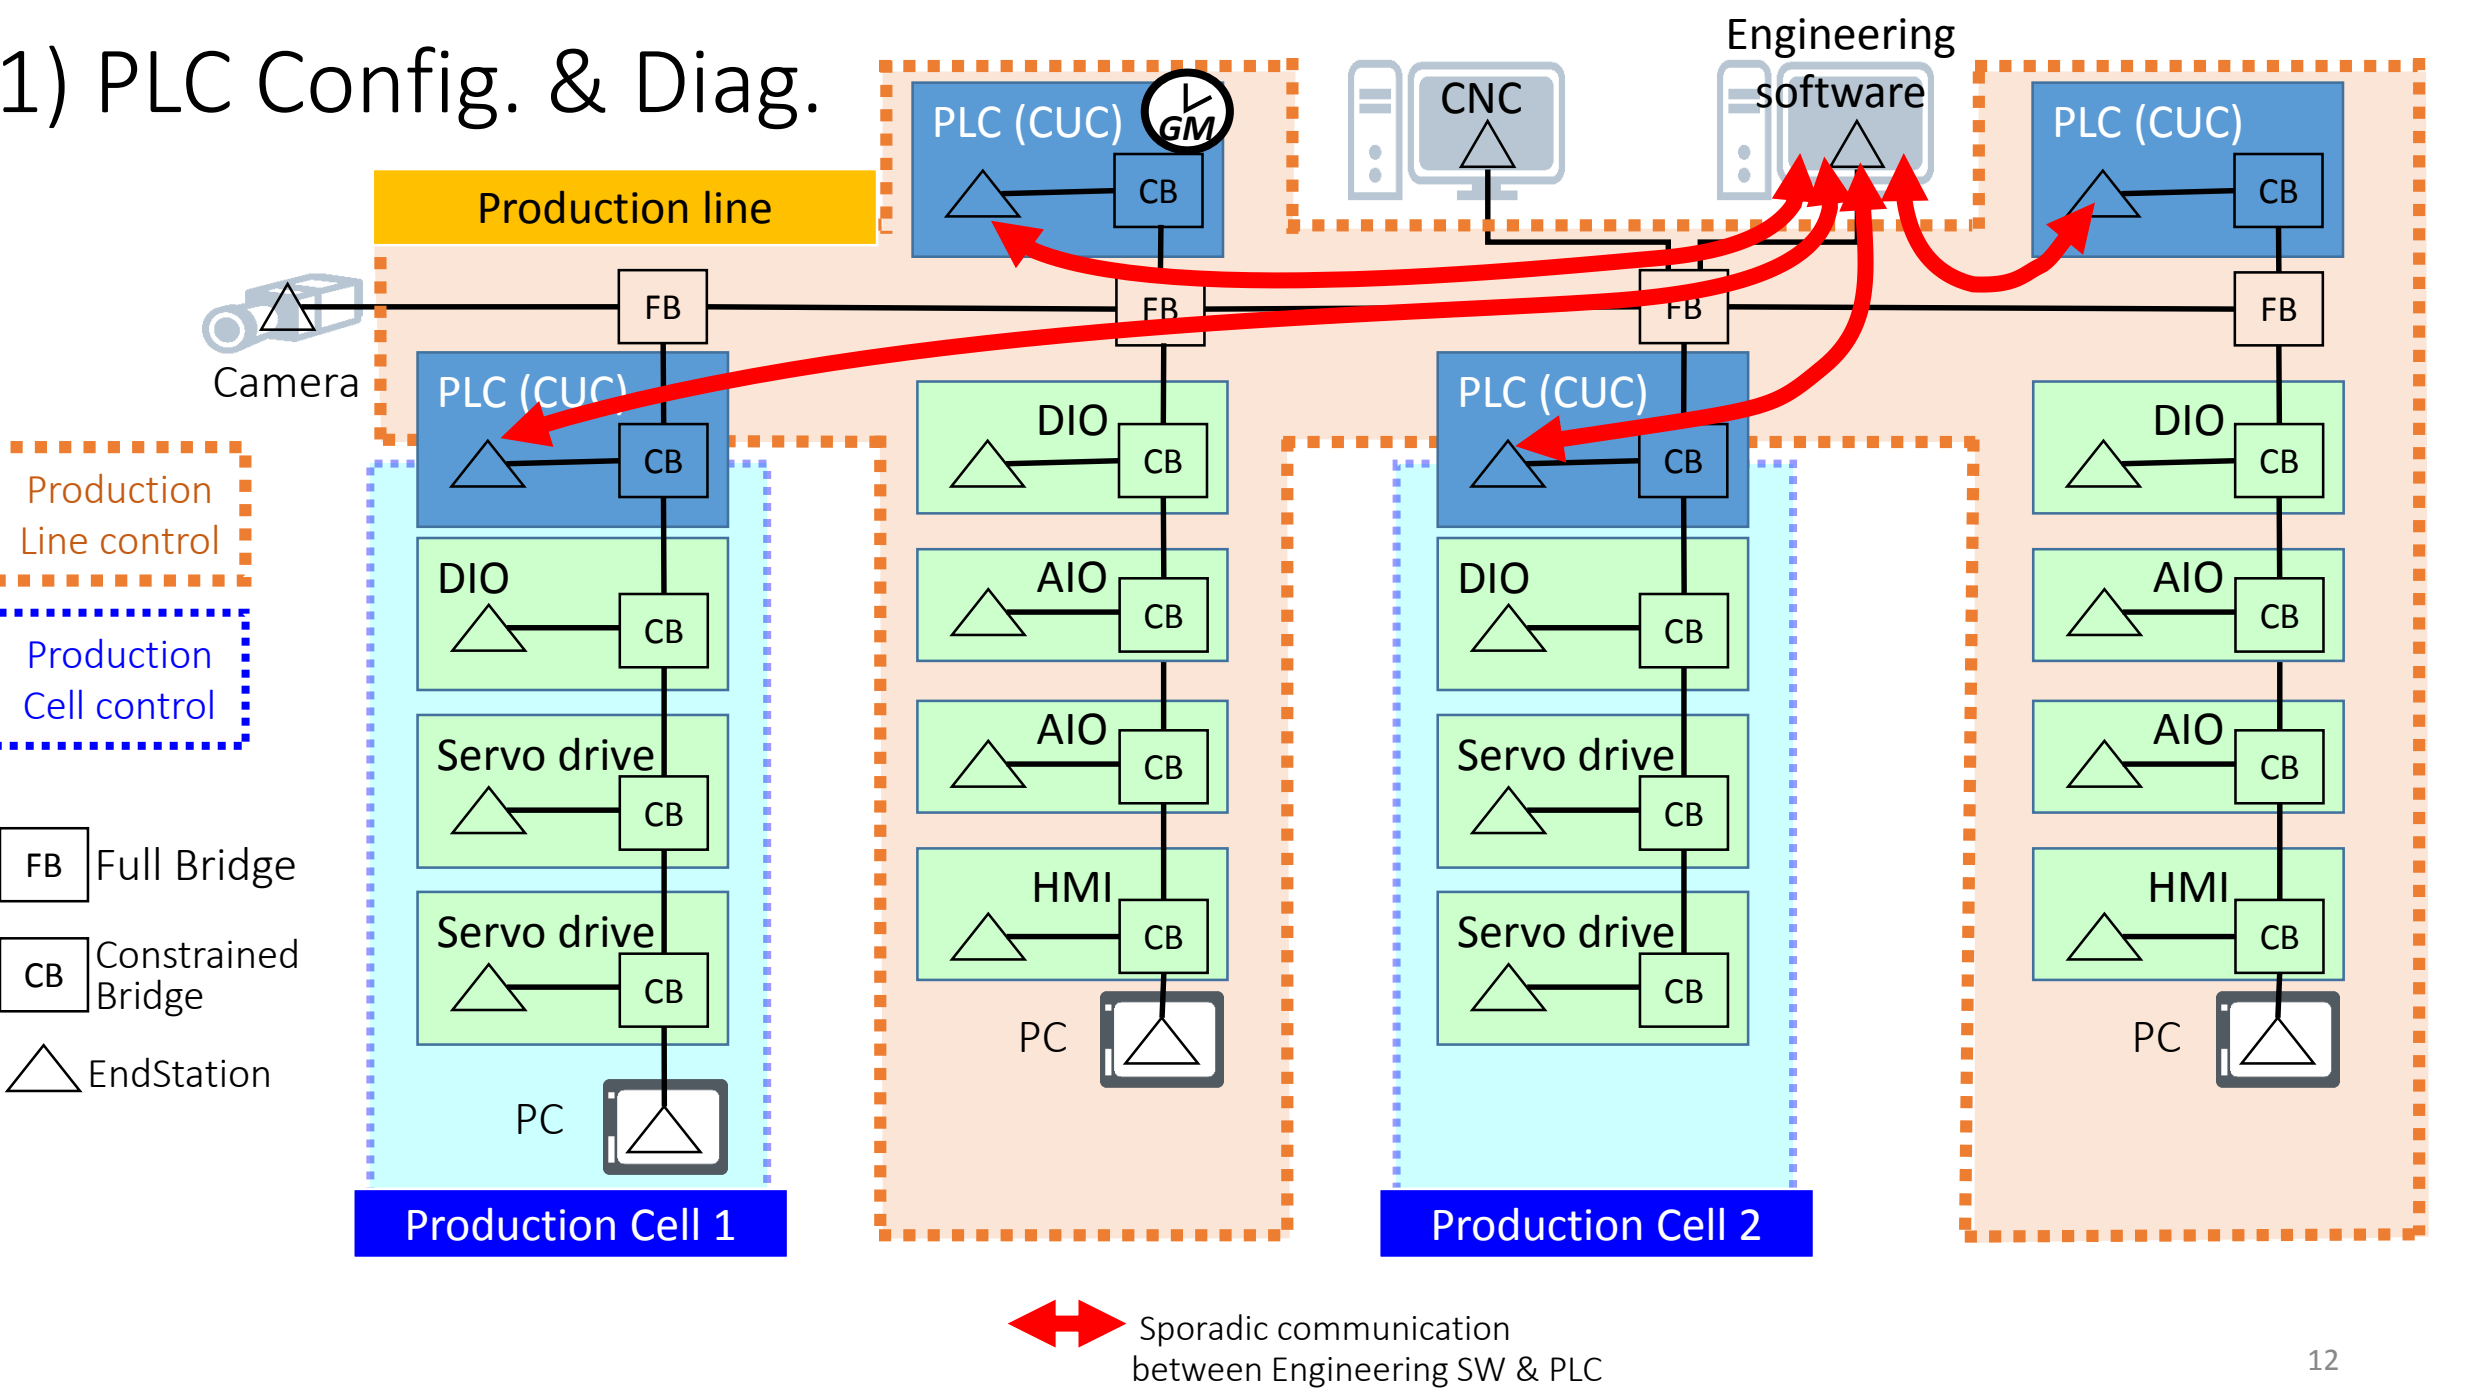 1) PLC Config. & Diag.
Engineering
software
CNC
PLC (CUC)
GM
CB
PLC (CUC)
CB
Production line
FB
FB
FB
FB
Camera
PLC (CUC)
CB
DIO
CB
PLC (CUC)
CB
DIO
CB
Production
Line control
DIO
CB
AIO
CB
DIO
CB
AIO
CB
Production
Cell control
Servo drive
CB
AIO
CB
Servo drive
CB
AIO
CB
FB
Full Bridge
Servo drive
CB
HMI
CB
Servo drive
CB
HMI
CB
CB
Constrained
Bridge
EndStation
PC
PC
PC
Production Cell 1
Production Cell 2
Sporadic communication
between Engineering SW & PLC
12